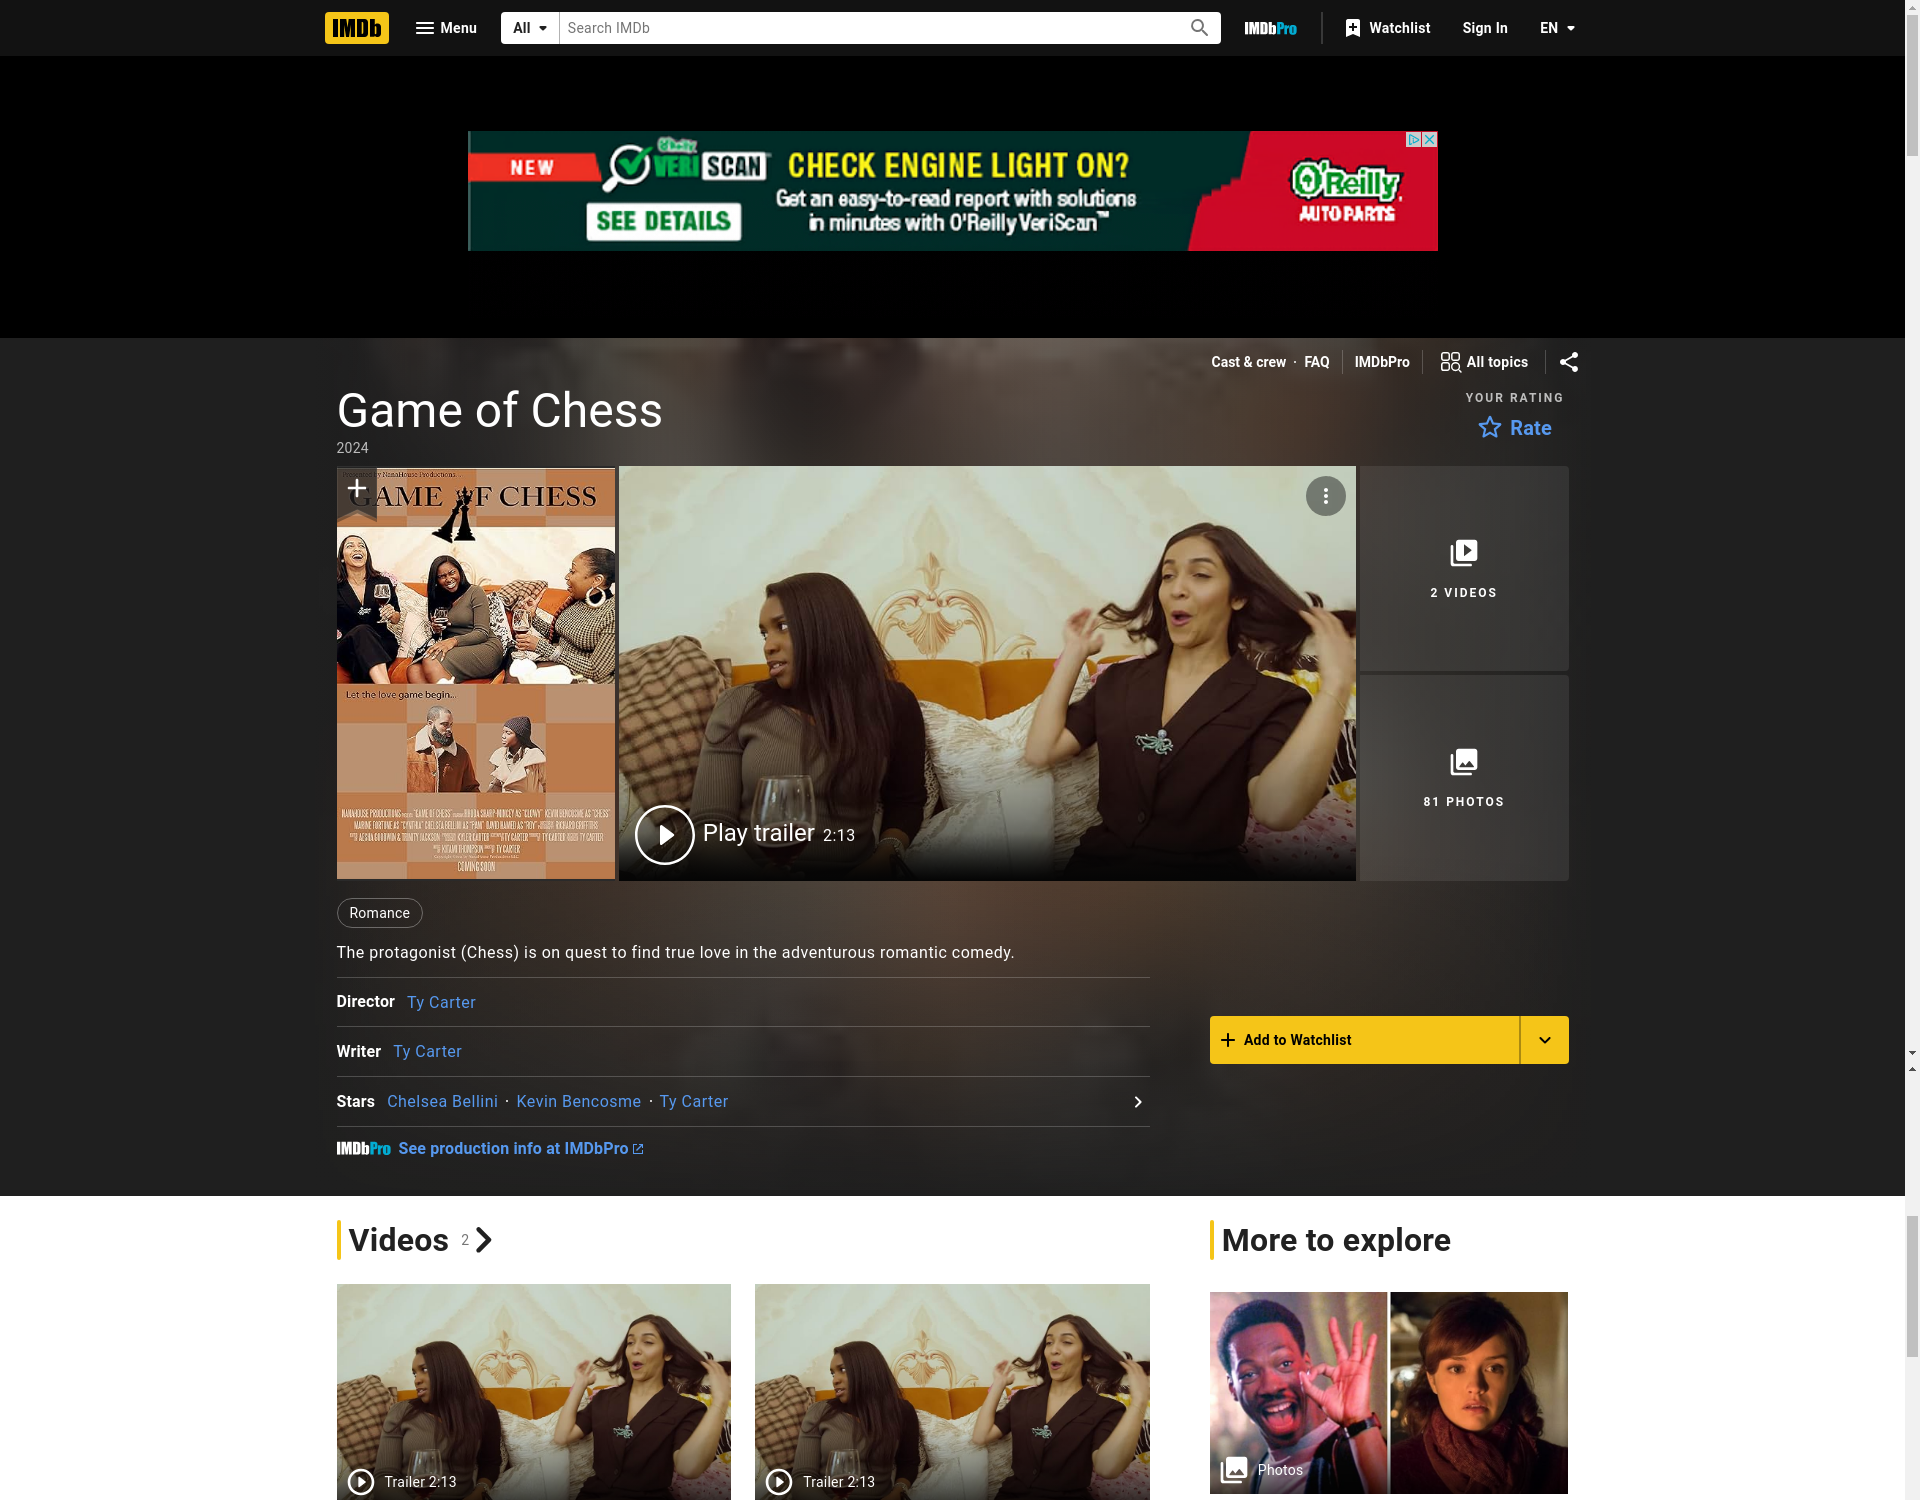 IMDb
Menu
All
Search IMDb
IMDbPro
Watchlist
Sign In
EN
NEW
O'Reilly
VERISCAN
SEE DETAILS
CHECK ENGINE LIGHT ON?
Get an easy-to-read report with solutions
in minutes with O'Reilly VeriScan™
O'Reilly
AUTO PARTS
Cast & crew · FAQ
IMDbPro
All topics
Game of Chess
2024
YOUR RATING
Rate
NanaHouse Productions...
GAME OF CHESS
Let the love game begin...
COMING SOON
Play trailer 2:13
2 VIDEOS
81 PHOTOS
Romance
The protagonist (Chess) is on quest to find true love in the adventurous romantic comedy.
Director Ty Carter
Writer Ty Carter
Stars Chelsea Bellini · Kevin Bencosme · Ty Carter
IMDbPro See production info at IMDbPro
Add to Watchlist
Videos 2
More to explore
Trailer 2:13
Trailer 2:13
Photos